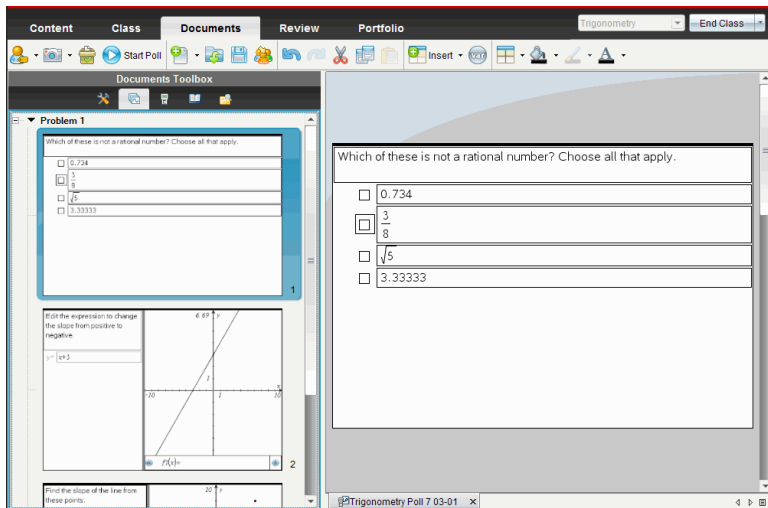 Content Class Documents Review Portfolio Trigonometry End Class
Start Poll Insert var
Documents Toolbox
Problem 1
Which of these is not a rational number? Choose all that apply.
0.734
3
8
√5
3.33333
1
Edit the expression to change
the slope from positive to
negative.
y= x+3
6.69 y
1
x
-10 1 10
f1(x)=
2
Find the slope of the line from
these points.
20 y
Which of these is not a rational number? Choose all that apply.
0.734
3
8
√5
3.33333
Trigonometry Poll 7 03-01